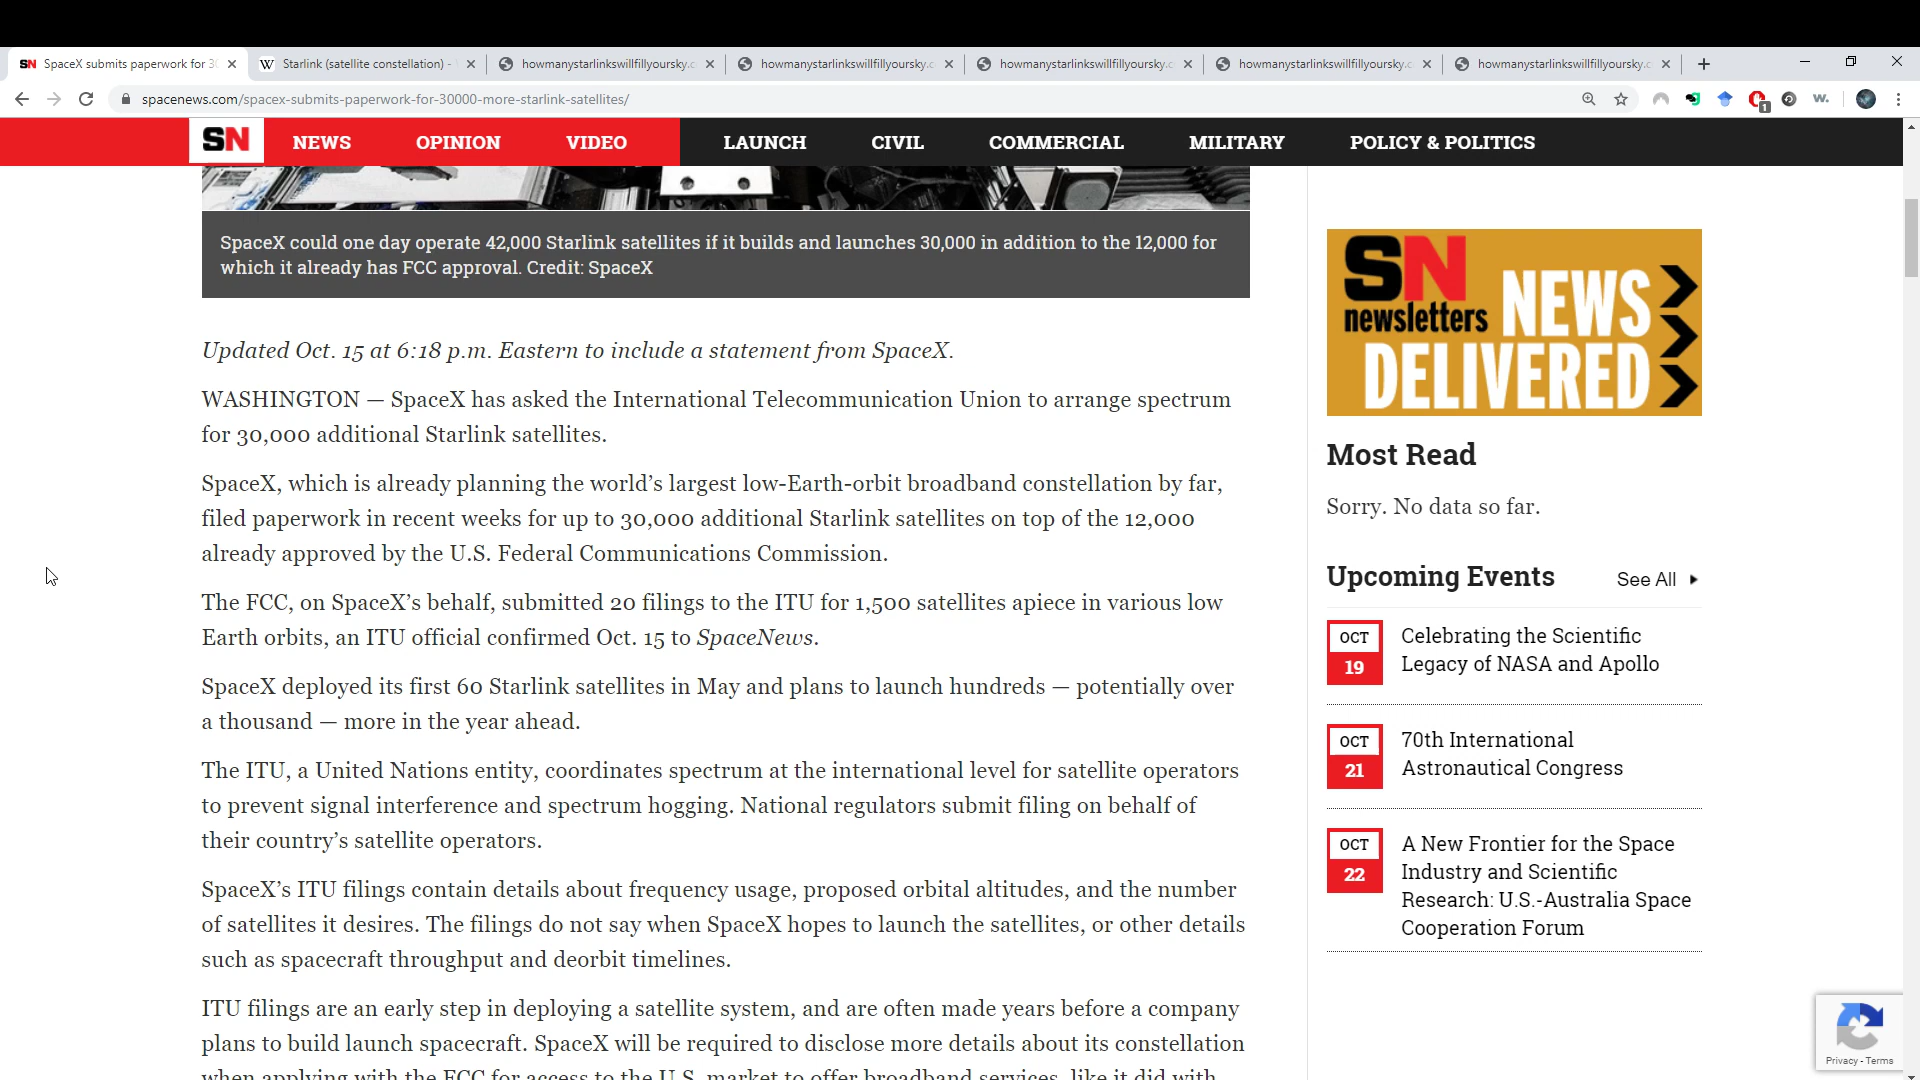 SN SpaceX submits paperwork for 30
W Starlink (satellite constellation) -
howmanystarlinkswillfillyoursky.c
howmanystarlinkswillfillyoursky.c
howmanystarlinkswillfillyoursky.c
howmanystarlinkswillfillyoursky.c
howmanystarlinkswillfillyoursky.c
spacenews.com/spacex-submits-paperwork-for-30000-more-starlink-satellites/
1
w.
SN NEWS OPINION VIDEO LAUNCH CIVIL COMMERCIAL MILITARY POLICY & POLITICS
SpaceX could one day operate 42,000 Starlink satellites if it builds and launches 30,000 in addition to the 12,000 for
which it already has FCC approval. Credit: SpaceX
Updated Oct. 15 at 6:18 p.m. Eastern to include a statement from SpaceX.
WASHINGTON — SpaceX has asked the International Telecommunication Union to arrange spectrum
for 30,000 additional Starlink satellites.
SpaceX, which is already planning the world’s largest low-Earth-orbit broadband constellation by far,
filed paperwork in recent weeks for up to 30,000 additional Starlink satellites on top of the 12,000
already approved by the U.S. Federal Communications Commission.
The FCC, on SpaceX’s behalf, submitted 20 filings to the ITU for 1,500 satellites apiece in various low
Earth orbits, an ITU official confirmed Oct. 15 to SpaceNews.
SpaceX deployed its first 60 Starlink satellites in May and plans to launch hundreds — potentially over
a thousand — more in the year ahead.
The ITU, a United Nations entity, coordinates spectrum at the international level for satellite operators
to prevent signal interference and spectrum hogging. National regulators submit filing on behalf of
their country’s satellite operators.
SpaceX’s ITU filings contain details about frequency usage, proposed orbital altitudes, and the number
of satellites it desires. The filings do not say when SpaceX hopes to launch the satellites, or other details
such as spacecraft throughput and deorbit timelines.
ITU filings are an early step in deploying a satellite system, and are often made years before a company
plans to build launch spacecraft. SpaceX will be required to disclose more details about its constellation
when applying with the FCC for access to the U.S. market to offer broadband services, like it did with
SN
newsletters NEWS
DELIVERED
Most Read
Sorry. No data so far.
Upcoming Events See All
OCT
19
Celebrating the Scientific
Legacy of NASA and Apollo
OCT
21
70th International
Astronautical Congress
OCT
22
A New Frontier for the Space
Industry and Scientific
Research: U.S.-Australia Space
Cooperation Forum
Privacy - Terms